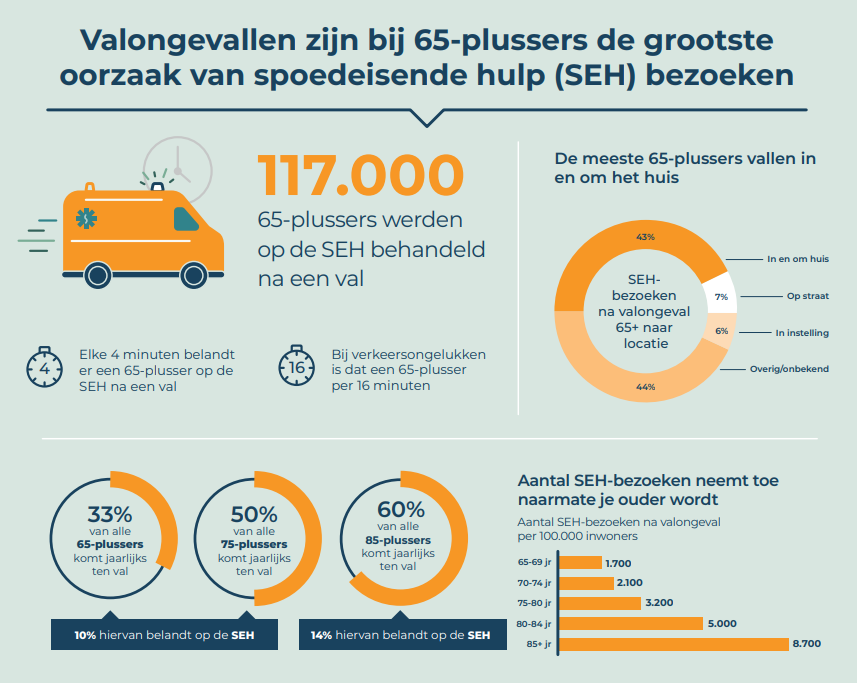 Valongevallen zijn bij 65-plussers de grootste
oorzaak van spoedeisende hulp (SEH) bezoeken
117.000
65-plussers werden
op de SEH behandeld
na een val
4
Elke 4 minuten belandt
er een 65-plusser op de
SEH na een val
16
Bij verkeersongelukken
is dat een 65-plusser
per 16 minuten
De meeste 65-plussers vallen in
en om het huis
43%
SEH-
bezoeken
na valongeval
65+ naar
locatie
In en om huis
7%
Op straat
6%
In instelling
Overig/onbekend
44%
33%
van alle
65-plussers
komt jaarlijks
ten val
50%
van alle
75-plussers
komt jaarlijks
ten val
60%
van alle
85-plussers
komt jaarlijks
ten val
10% hiervan belandt op de SEH
14% hiervan belandt op de SEH
Aantal SEH-bezoeken neemt toe
naarmate je ouder wordt
Aantal SEH-bezoeken na valongeval
per 100.000 inwoners
65-69 jr 1.700
70-74 jr 2.100
75-80 jr 3.200
80-84 jr 5.000
85+ jr 8.700